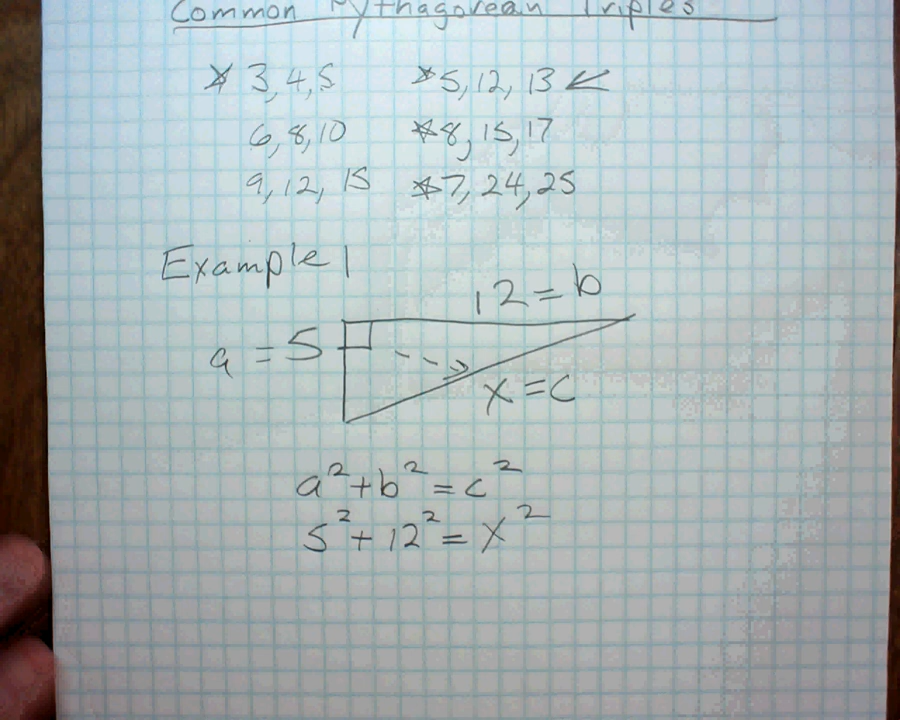 Common Pythagorean Triples
* 3, 4, 5 * 5, 12, 13 ←
6, 8, 10 * 8, 15, 17
9, 12, 15 * 7, 24, 25
Example 1
12 = b
a = 5
x = c
a² + b² = c²
5² + 12² = x²